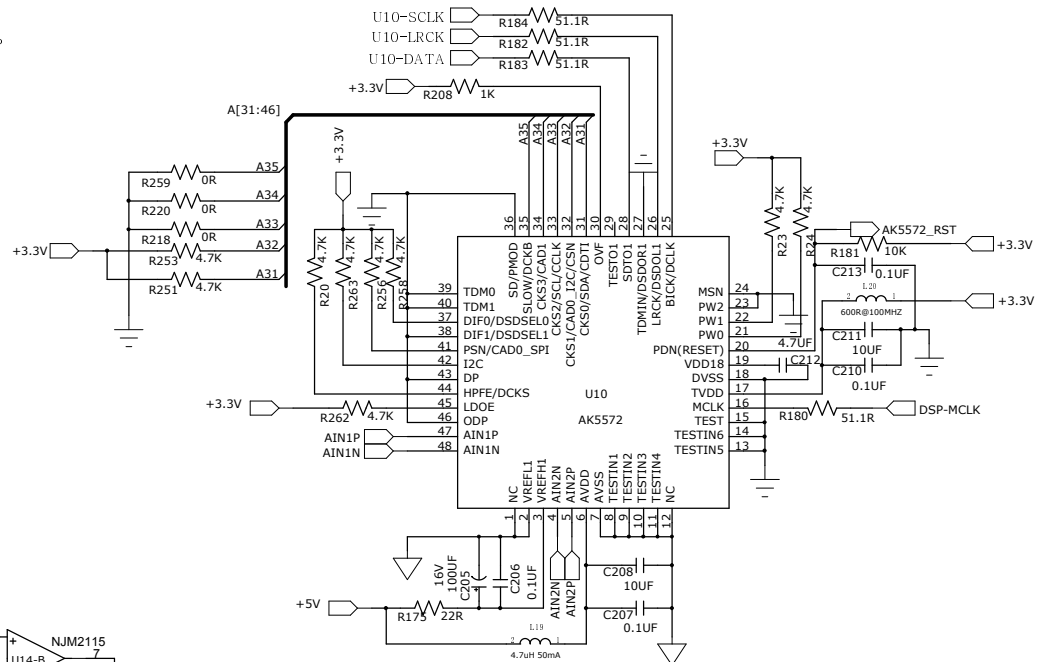 U10-SCLK
R184 51.1R
U10-LRCK
R182 51.1R
U10-DATA
R183 51.1R
+3.3V
R208 1K
A[31:46]
+3.3V
A35
A34
A33
A32
A31
+3.3V
R259 0R
A35
R220 0R
A34
R218 0R
A33
+3.3V
R253 4.7K
A32
R251 4.7K
A31
4.7K
R20
4.7K
R263
4.7K
R256
4.7K
R258
36 SD/PMOD
35 SLOW/DCKB
34 CKS3/CAD1
33 CKS2/SCL/CCLK
32 CKS1/CAD0_I2C/CSN
31 CKS0/SDA/CDTI
30 OVF
29 TESTO1
28 SDTO1
27 TDMIN/DSDOR1
26 LRCK/DSDOL1
25 BICK/DCLK
4.7K
R23
4.7K
R24
AK5572_RST
R181 10K
+3.3V
C213 0.1UF
2 L20 1
+3.3V
600R@100MHZ
C211
10UF
C210
0.1UF
4.7UF
C212
39 TDM0
40 TDM1
37 DIF0/DSDSEL0
38 DIF1/DSDSEL1
41 PSN/CAD0_SPI
42 I2C
43 DP
44 HPFE/DCKS
45 LDOE
46 ODP
47 AIN1P
48 AIN1N
MSN 24
PW2 23
PW1 22
PW0 21
PDN(RESET) 20
VDD18 19
DVSS 18
TVDD 17
MCLK 16
TEST 15
TESTIN6 14
TESTIN5 13
U10
AK5572
+3.3V
R262 4.7K
AIN1P
AIN1N
R180 51.1R
DSP-MCLK
NC 1
VREFL1 2
VREFH1 3
AIN2N 4
AIN2P 5
AVDD 6
AVSS 7
TESTIN1 8
TESTIN2 9
TESTIN3 10
TESTIN4 11
NC 12
16V
100UF
C205
+
C206
0.1UF
AIN2N
AIN2P
C208
10UF
C207
0.1UF
+5V
R175 22R
2 L19 1
4.7uH 50mA
+
NJM2115
7
U14-B